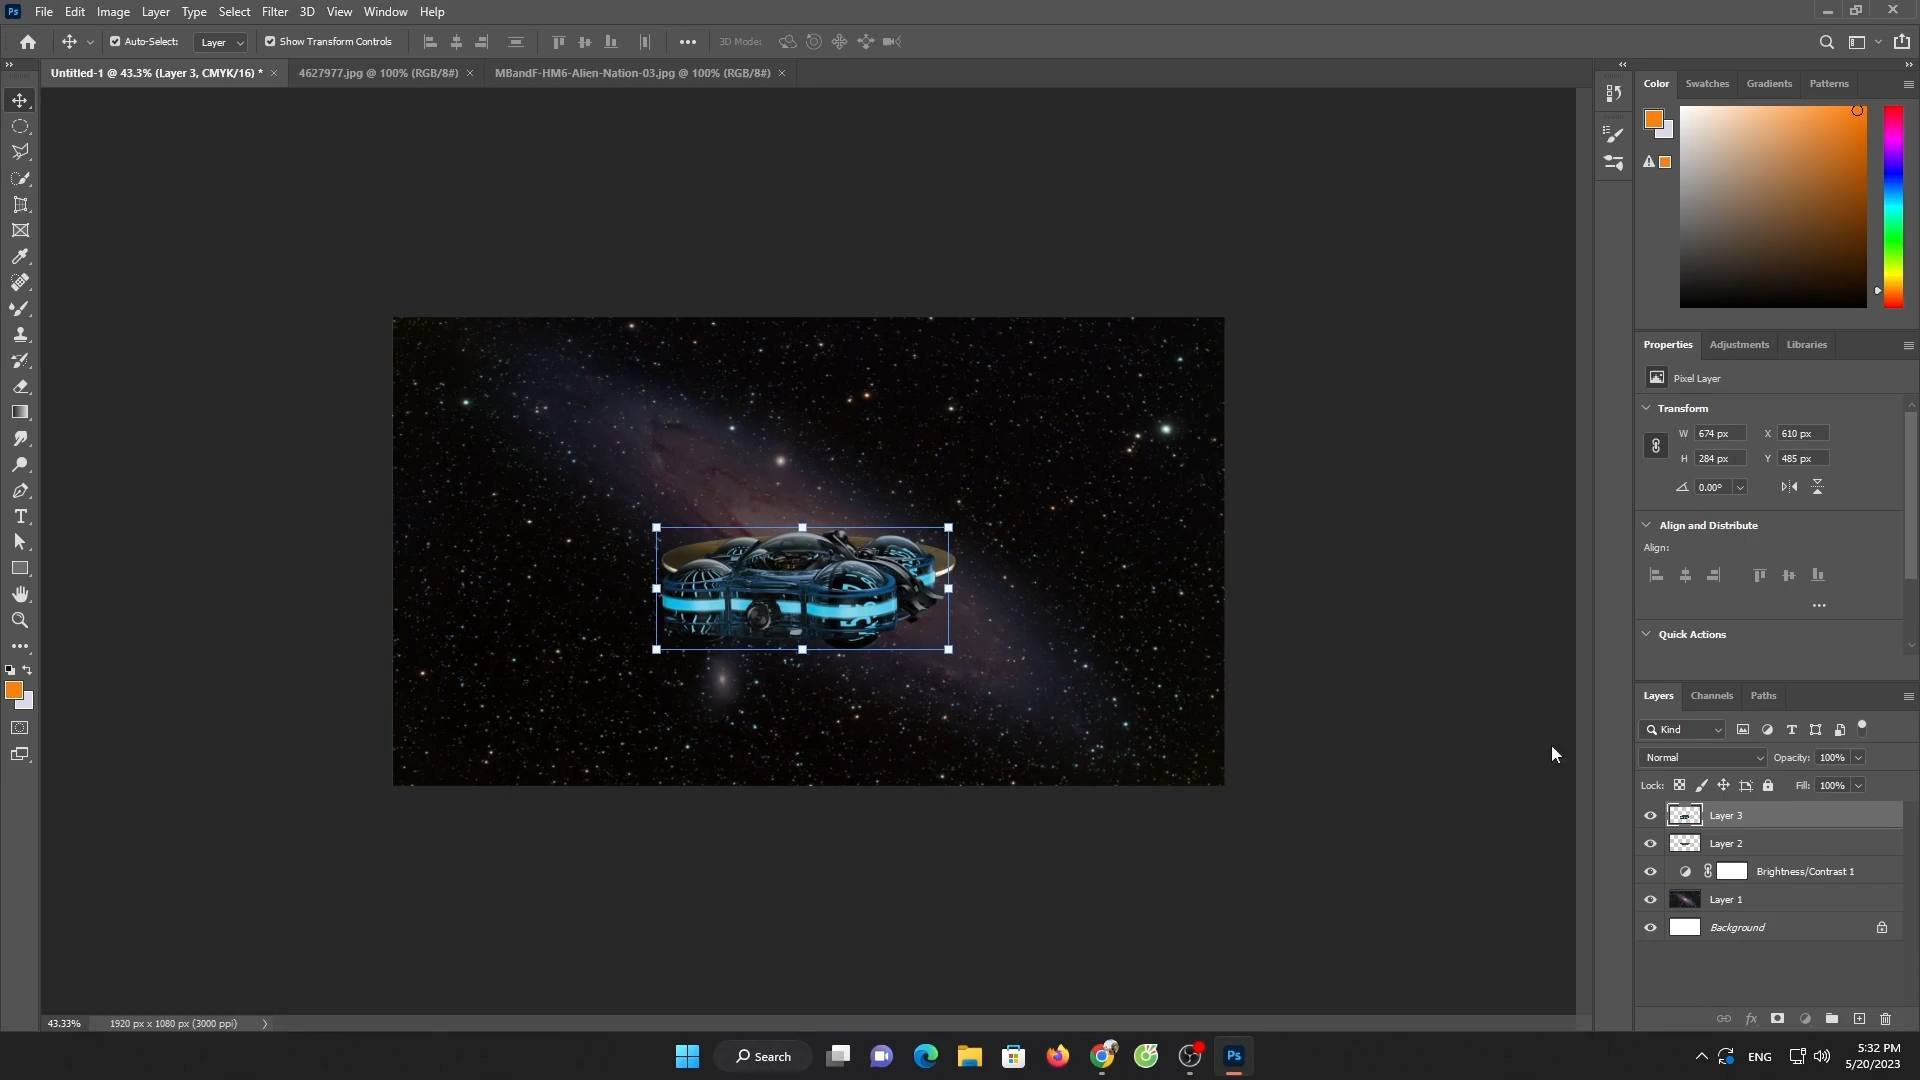 Ps File Edit Image Layer Type Select Filter 3D View Window Help
Auto-Select: Layer Show Transform Controls 3D Mode:
Untitled-1 @ 43.3% (Layer 3, CMYK/16) * 4627977.jpg @ 100% (RGB/8#) MBandF-HM6-Alien-Nation-03.jpg @ 100% (RGB/8#)
Color Swatches Gradients Patterns
Properties Adjustments Libraries
Pixel Layer
Transform
W 674 px X 610 px
H 284 px Y 485 px
0.00°
Align and Distribute
Align:
Quick Actions
Layers Channels Paths
Kind
Normal Opacity: 100%
Lock: Fill: 100%
Layer 3
Layer 2
Brightness/Contrast 1
Layer 1
Background
43.33% 1920 px x 1080 px (3000 ppi)
Search Ps ENG 5:32 PM
5/20/2023